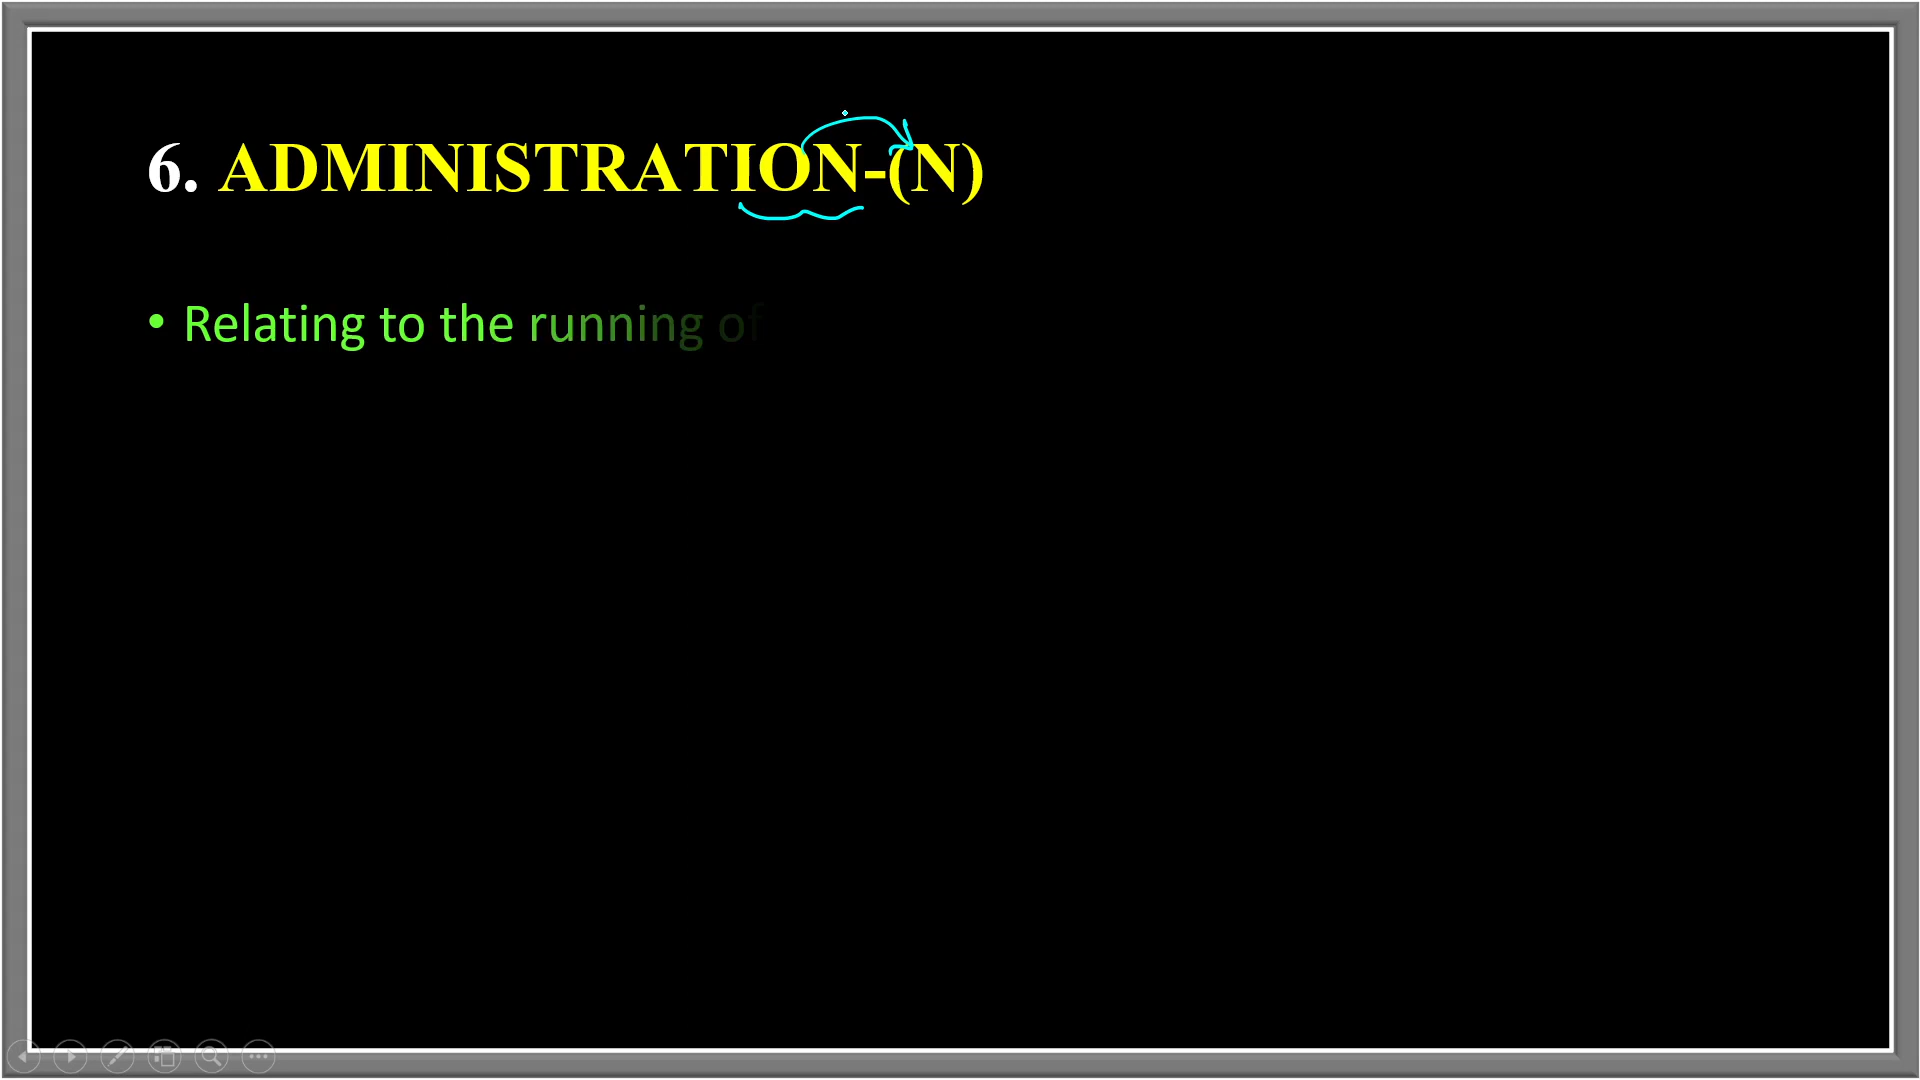 6. ADMINISTRATION-(N)
• Relating to the running of